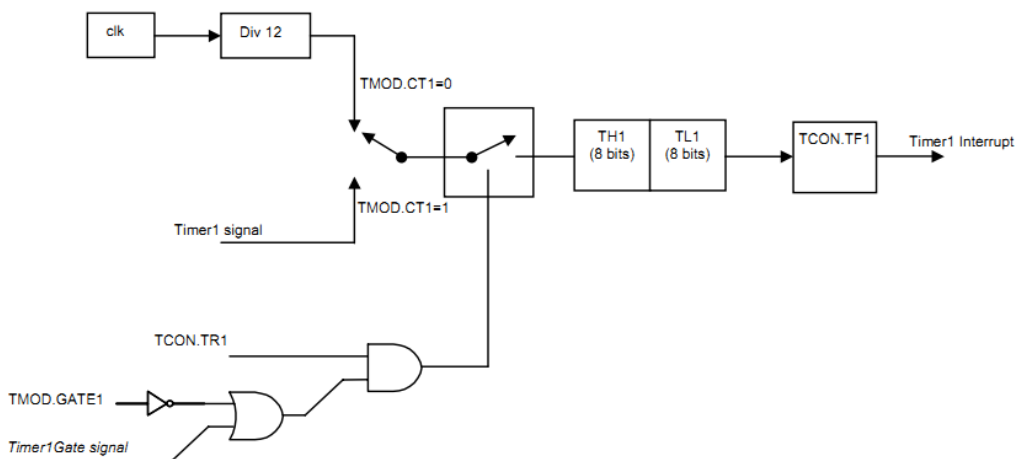 clk
Div 12
TMOD.CT1=0
TH1
(8 bits)
TL1
(8 bits)
TCON.TF1
Timer1 Interrupt
TMOD.CT1=1
Timer1 signal
TCON.TR1
TMOD.GATE1
Timer1Gate signal